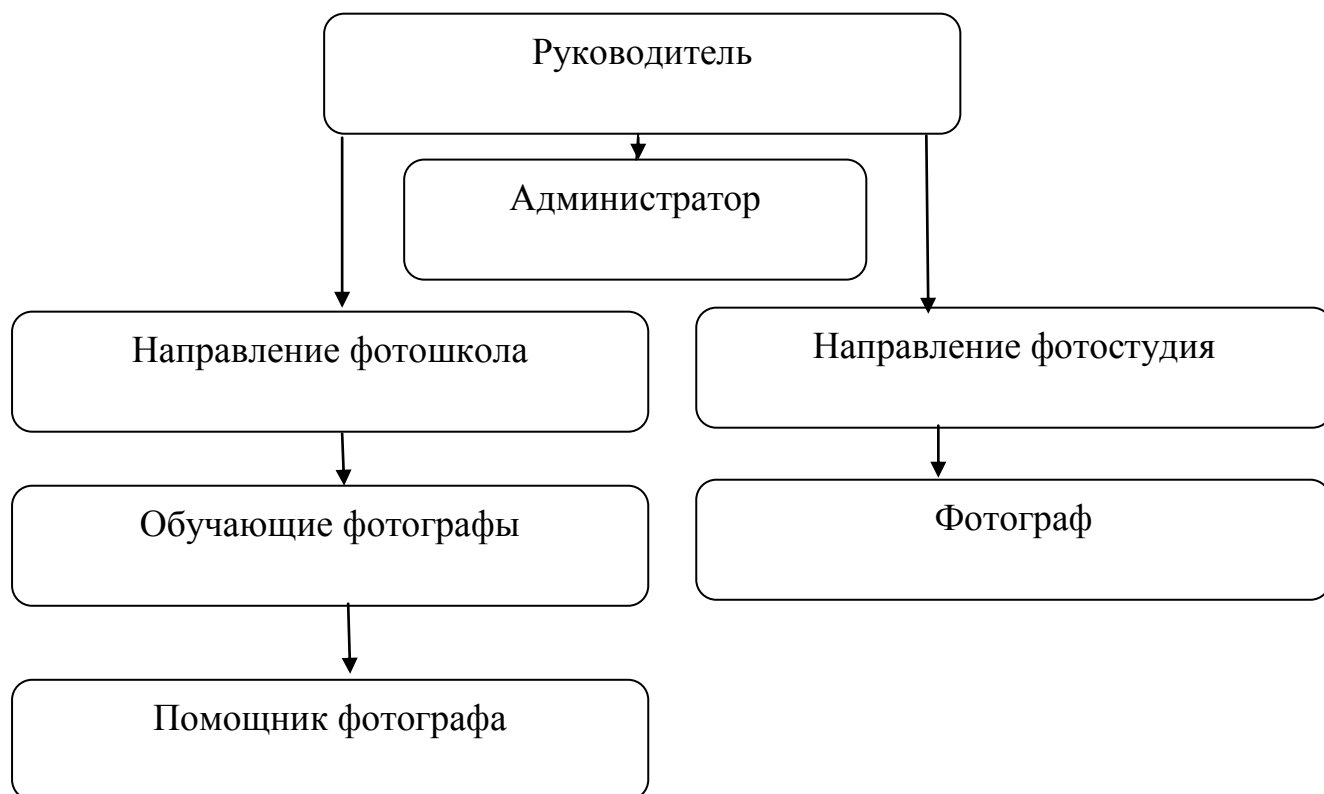 Руководитель
Администратор
Направление фотошкола
Направление фотостудия
Обучающие фотографы
Фотограф
Помощник фотографа